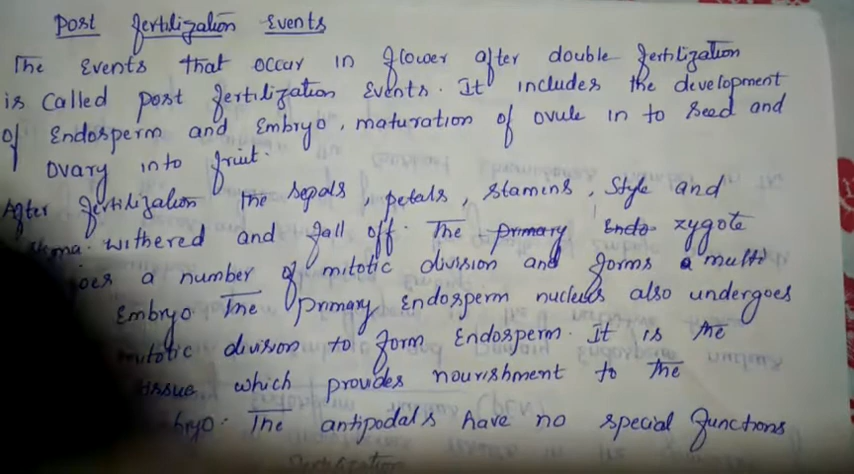 Post fertilization Events
The Events that occur in flower after double fertilization
is called post fertilization Events. It includes the development
of Endosperm and Embryo, maturation of ovule in to seed and
ovary into fruit.
After fertilization the sepals, petals, stamens, style and
withered and fall off. The primary Endo- zygote
a number of mitotic division and forms a multi
Embryo. The primary Endosperm nucleus also undergoes
mitotic division to form Endosperm. It is the
tissue which provides nourishment to the
The antipodals have no special functions